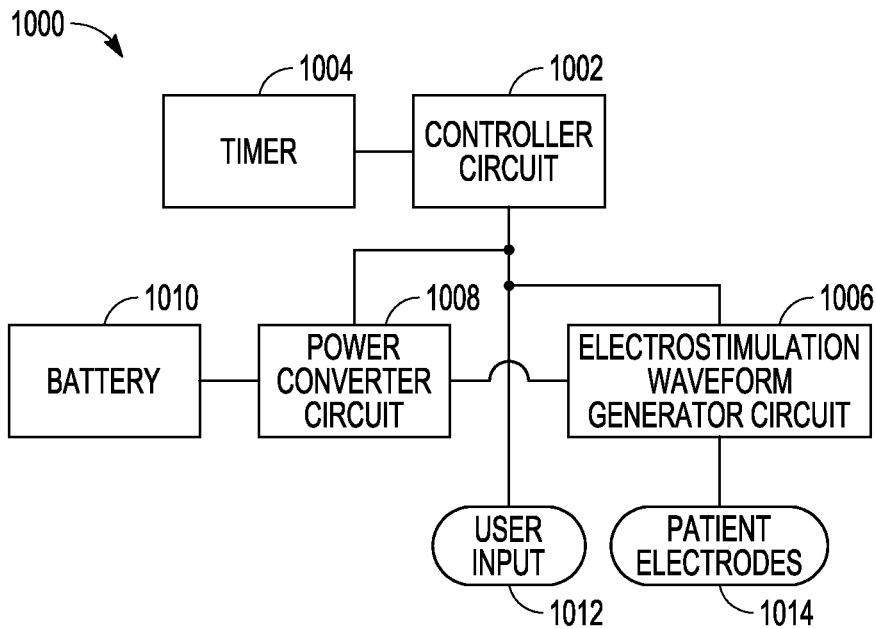 1000
1004
1002
TIMER
CONTROLLER
CIRCUIT
1010
1008
1006
BATTERY
POWER
CONVERTER
CIRCUIT
ELECTROSTIMULATION
WAVEFORM
GENERATOR CIRCUIT
USER
INPUT
PATIENT
ELECTRODES
1012
1014